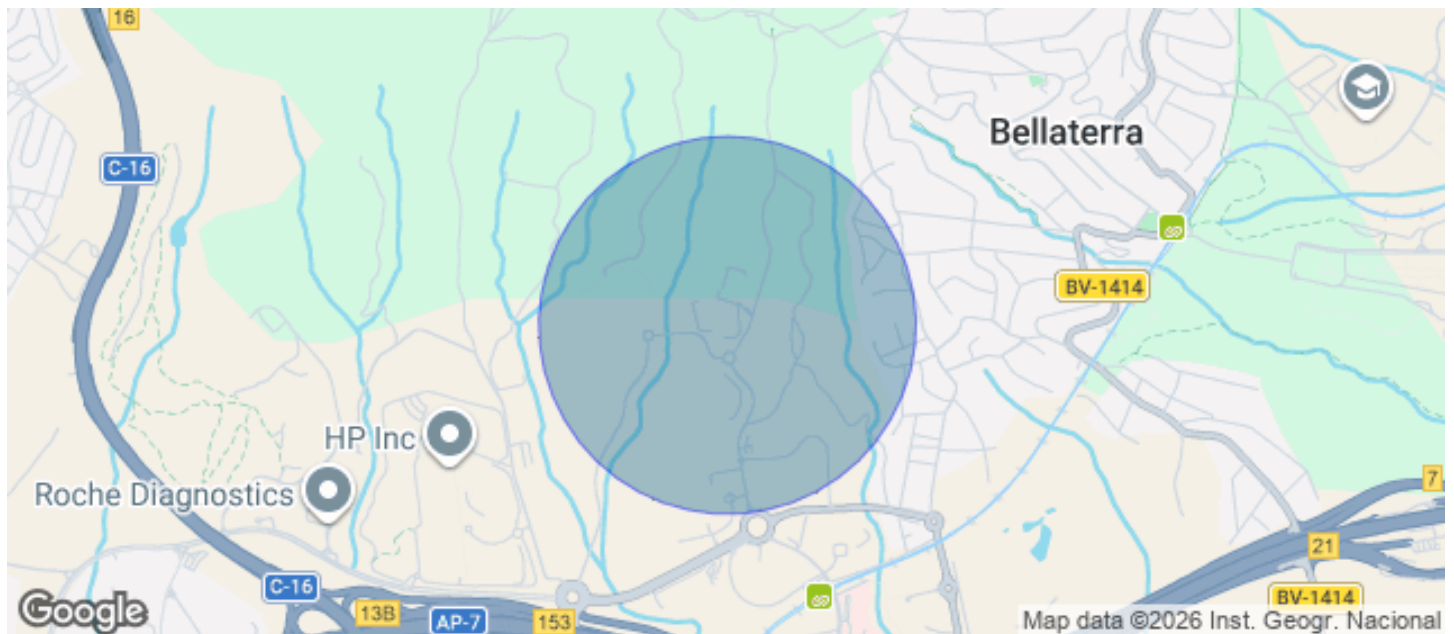 16
C-16
Bellaterra
BV-1414
HP Inc
Roche Diagnostics
7
21
C-16
13B
AP-7
153
BV-1414
Google
Map data ©2026 Inst. Geogr. Nacional